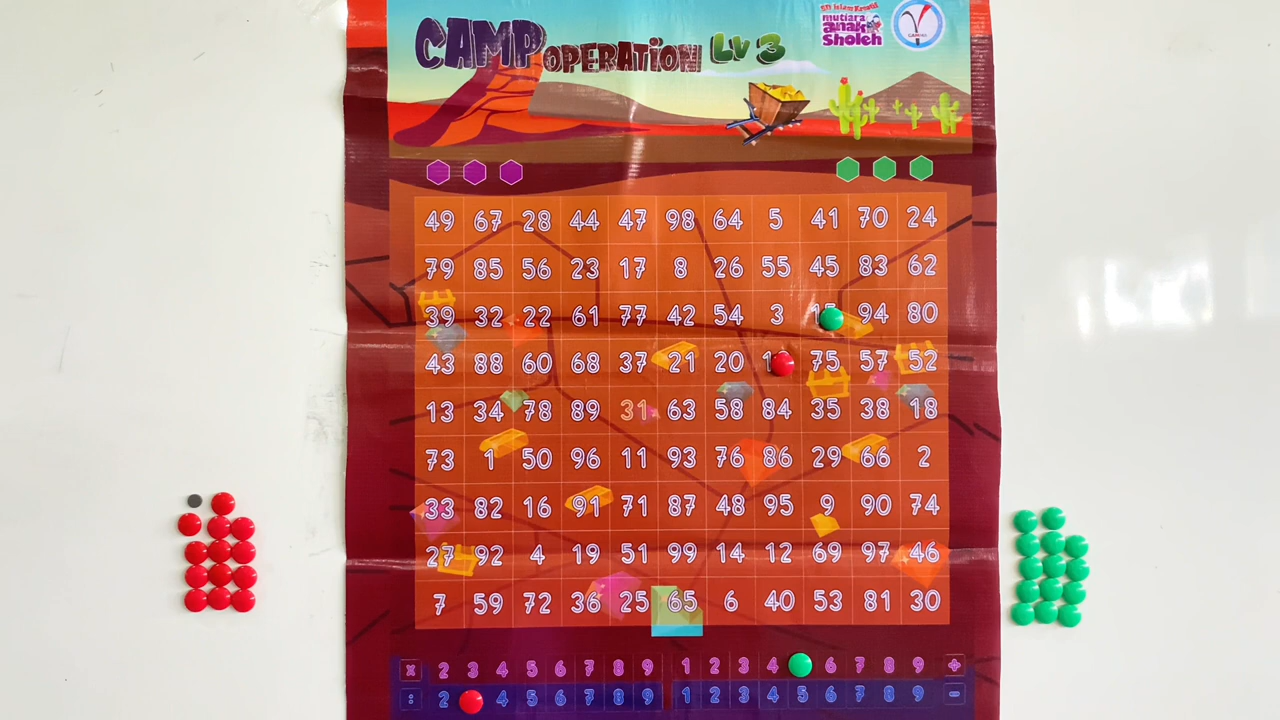 CAMP OPERATION LV 3
SD Islam Kreatif
mutiara
anak
Sholeh
49 67 28 44 47 98 64 5 41 70 24
79 85 56 23 17 8 26 55 45 83 62
39 32 22 61 77 42 54 3 94 80
43 88 60 68 37 21 20 75 57 52
13 34 78 89 31 63 58 84 35 38 18
73 1 50 96 11 93 76 86 29 66 2
33 82 16 91 71 87 48 95 9 90 74
27 92 4 19 51 99 14 12 69 97 46
7 59 72 36 25 65 6 40 53 81 30
x 2 3 4 5 6 7 8 9 1 2 3 4 6 7 8 9 +
: 2 4 5 6 7 8 9 1 2 3 4 5 6 7 8 9 -